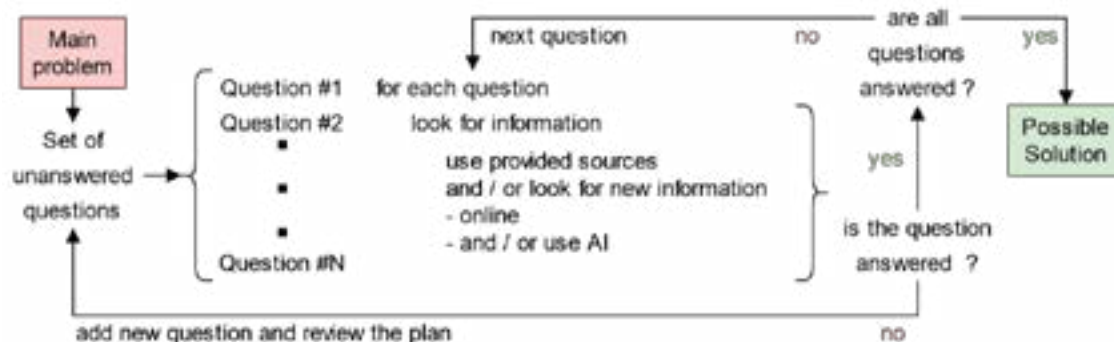 Main
problem
Set of
unanswered
questions
Question #1
Question #2
Question #N
next question
for each question
look for information
use provided sources
and / or look for new information
- online
- and / or use AI
no
are all
questions
answered ?
yes
Possible
Solution
yes
is the question
answered ?
add new question and review the plan
no